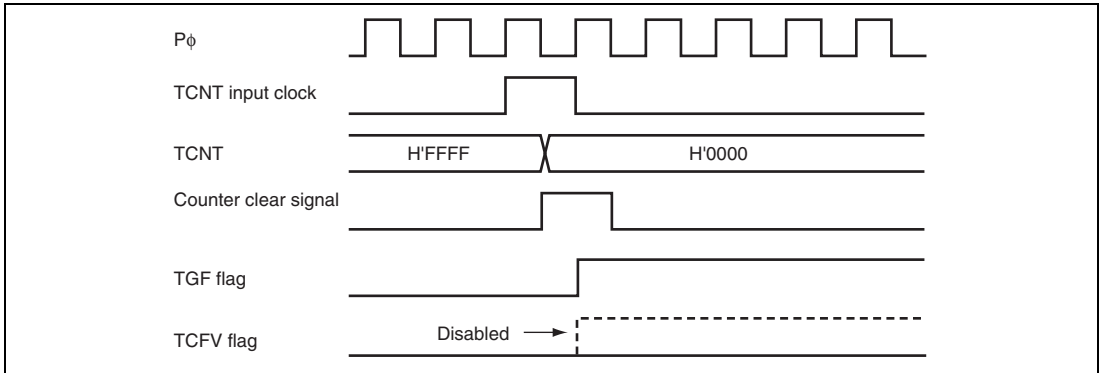 Pϕ
TCNT input clock
TCNT
H'FFFF
H'0000
Counter clear signal
TGF flag
TCFV flag
Disabled